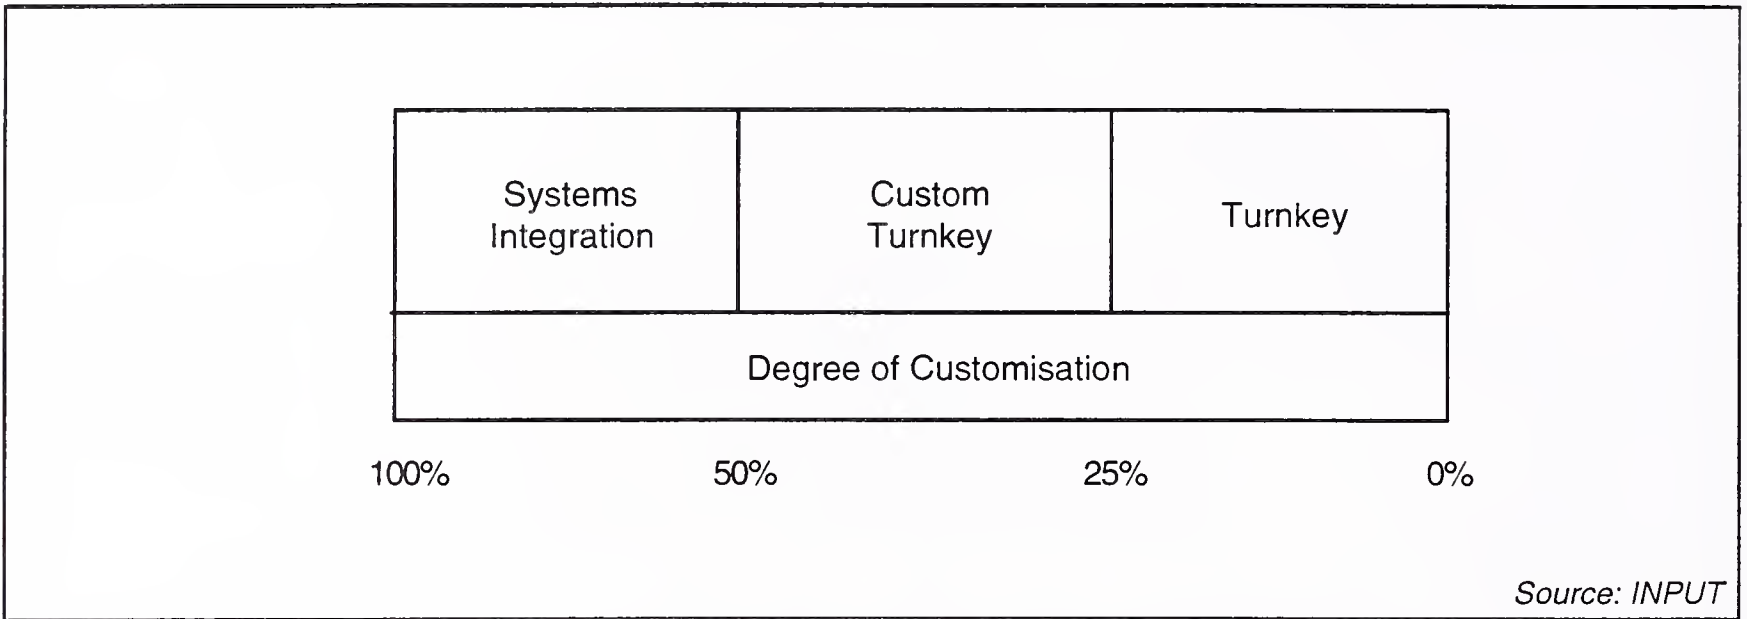 Systems
Integration
Custom
Turnkey
Turnkey
Degree of Customisation
100% 50% 25% 0%
Source: INPUT